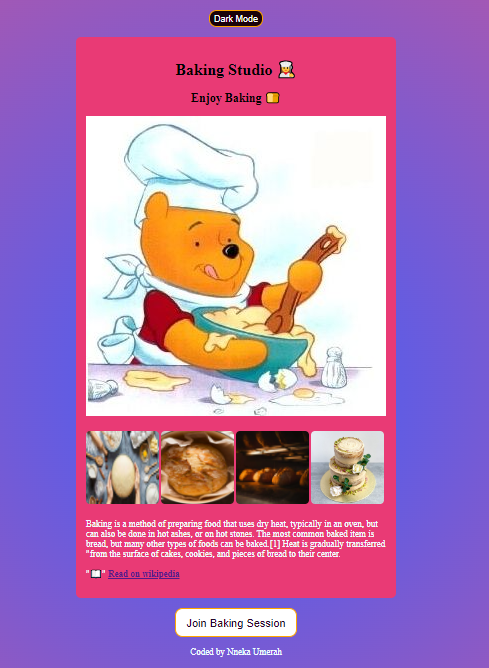 Dark Mode
Baking Studio 👩‍🍳
Enjoy Baking 🍞
Baking is a method of preparing food that uses dry heat, typically in an oven, but
can also be done in hot ashes, or on hot stones. The most common baked item is
bread, but many other types of foods can be baked.[1] Heat is gradually transferred
"from the surface of cakes, cookies, and pieces of bread to their center.
"📖" Read on wikipedia
Join Baking Session
Coded by Nneka Umerah